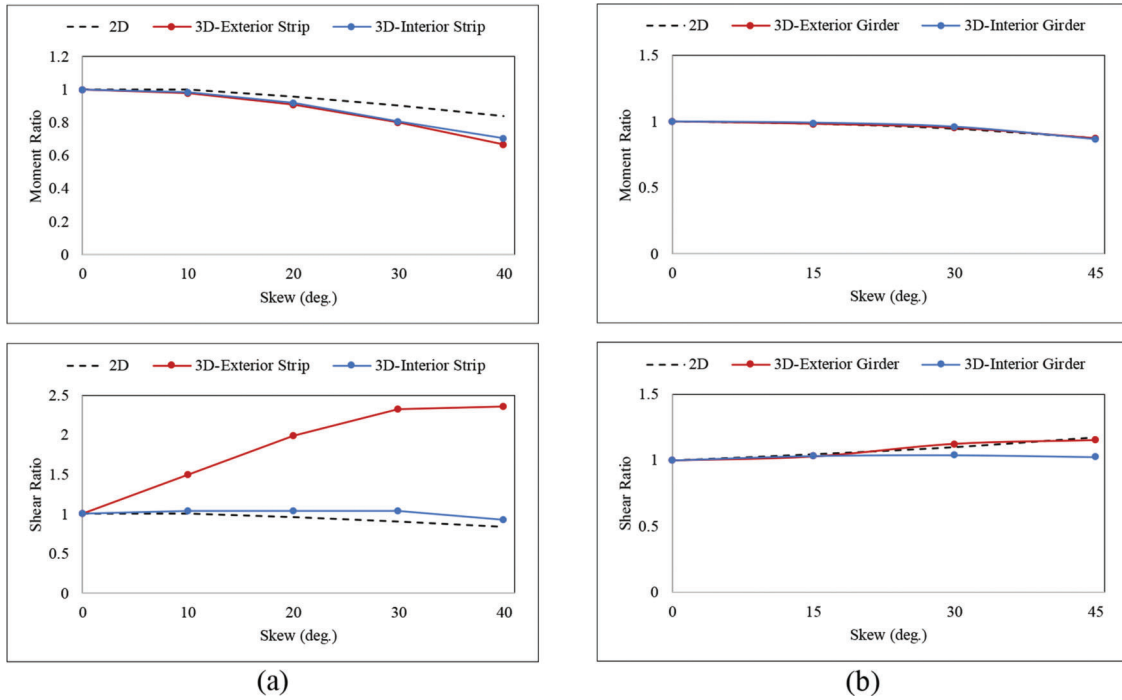 2D 3D-Exterior Strip 3D-Interior Strip
1.2
1
0.8
0.6
0.4
0.2
0
Moment Ratio
0 10 20 30 40
Skew (deg.)
2D 3D-Exterior Girder 3D-Interior Girder
1.5
1
0.5
0
Moment Ratio
0 15 30 45
Skew (deg.)
2D 3D-Exterior Strip 3D-Interior Strip
2.5
2
1.5
1
0.5
0
Shear Ratio
0 10 20 30 40
Skew (deg.)
2D 3D-Exterior Girder 3D-Interior Girder
1.5
1
0.5
0
Shear Ratio
0 15 30 45
Skew (deg.)
(a) (b)